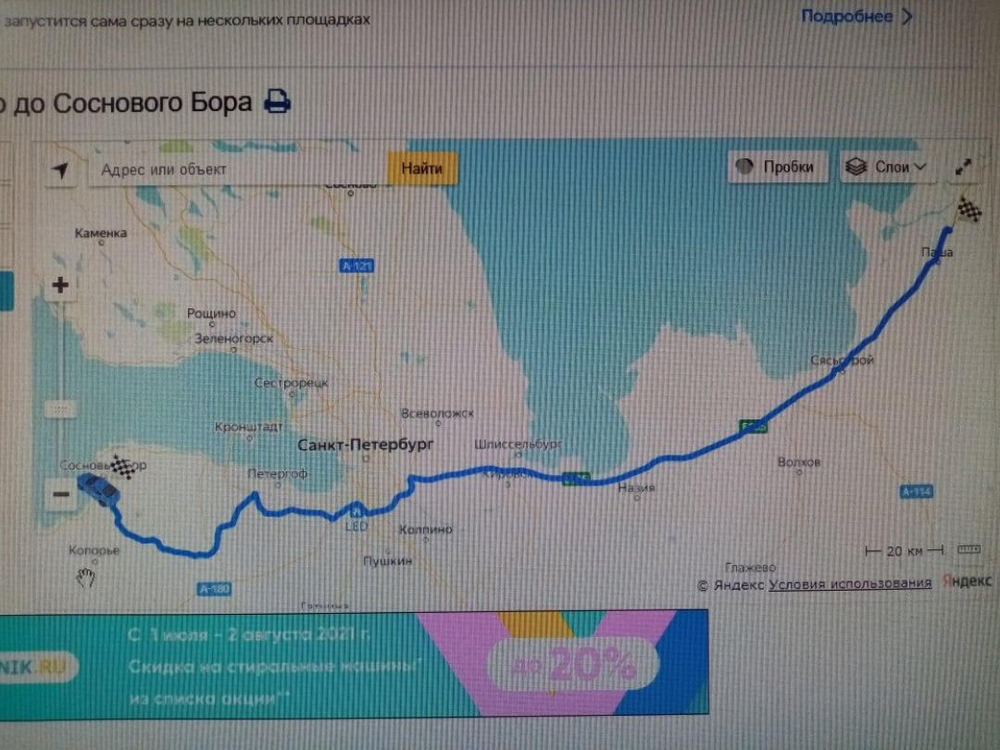 запустится сама сразу на нескольких площадках
Подробнее
до Соснового Бора
Адрес или объект
Найти
Пробки
Слои
Сосново
Каменка
Паша
А-121
Рощино
Зеленогорск
Сясьстрой
Сестрорецк
Всеволожск
Кронштадт
Санкт-Петербург
Шлиссельбург
Сосновый Бор
Петергоф
Кировск
Назия
Волхов
А-114
LED
Колпино
Копорье
Пушкин
20 км
Глажево
А-180
© Яндекс Условия использования Яндекс
С 1 июля - 2 августа 2021 г.
NIK.RU
Скидка на стиральные машины*
до 20%
из списка акции**